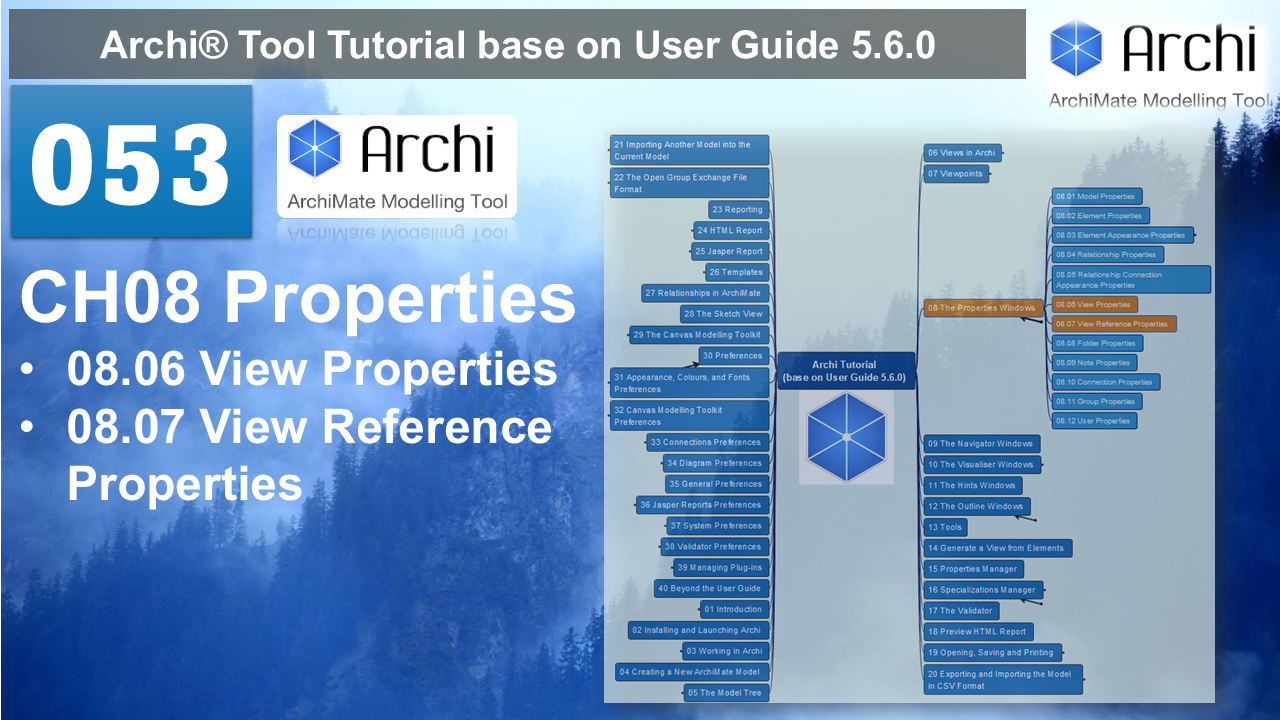 Archi® Tool Tutorial base on User Guide 5.6.0
Archi
ArchiMate Modelling Tool
053
Archi
ArchiMate Modelling Tool
CH08 Properties
• 08.06 View Properties
• 08.07 View Reference
Properties
21 Importing Another Model into the
Current Model
22 The Open Group Exchange File
Format
23 Reporting
24 HTML Report
25 Jasper Report
26 Templates
27 Relationships in ArchiMate
28 The Sketch View
29 The Canvas Modelling Toolkit
30 Preferences
31 Appearance, Colours, and Fonts
Preferences
32 Canvas Modelling Toolkit
Preferences
33 Connections Preferences
34 Diagram Preferences
35 General Preferences
36 Jasper Reports Preferences
37 System Preferences
38 Validator Preferences
39 Managing Plug-ins
40 Beyond the User Guide
01 Introduction
02 Installing and Launching Archi
03 Working in Archi
04 Creating a New ArchiMate Model
05 The Model Tree
Archi Tutorial
(base on User Guide 5.6.0)
06 Views in Archi
07 Viewpoints
08 The Properties Windows
08.01 Model Properties
08.02 Element Properties
08.03 Element Appearance Properties
08.04 Relationship Properties
08.05 Relationship Connection
Appearance Properties
08.06 View Properties
08.07 View Reference Properties
08.08 Folder Properties
08.09 Note Properties
08.10 Connection Properties
08.11 Group Properties
08.12 User Properties
09 The Navigator Windows
10 The Visualiser Windows
11 The Hints Windows
12 The Outline Windows
13 Tools
14 Generate a View from Elements
15 Properties Manager
16 Specializations Manager
17 The Validator
18 Preview HTML Report
19 Opening, Saving and Printing
20 Exporting and Importing the Model
in CSV Format